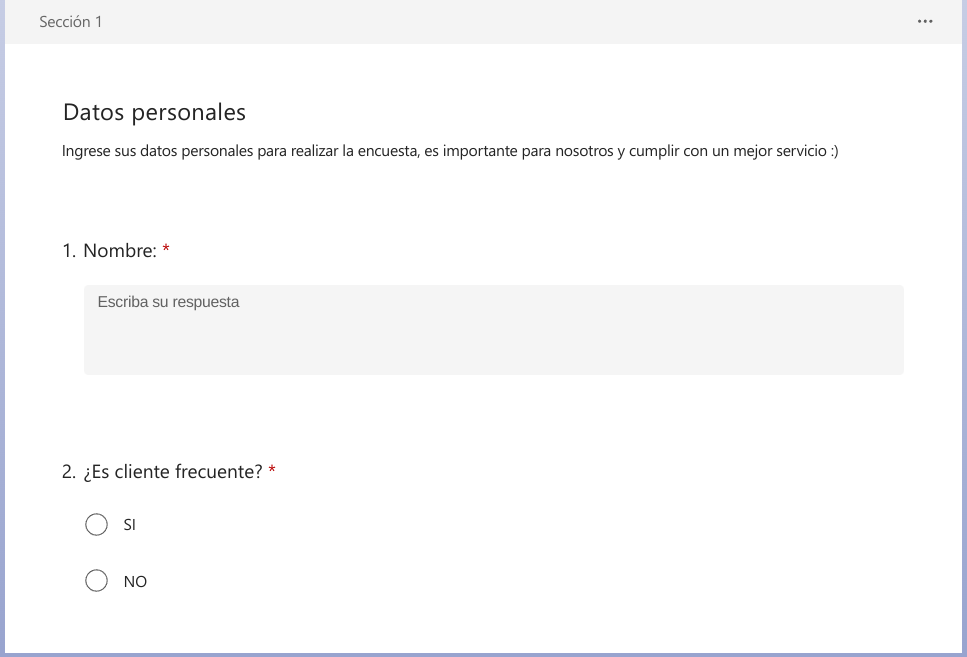 Sección 1
Datos personales
Ingrese sus datos personales para realizar la encuesta, es importante para nosotros y cumplir con un mejor servicio :)
1. Nombre: *
Escriba su respuesta
2. ¿Es cliente frecuente? *
SI
NO